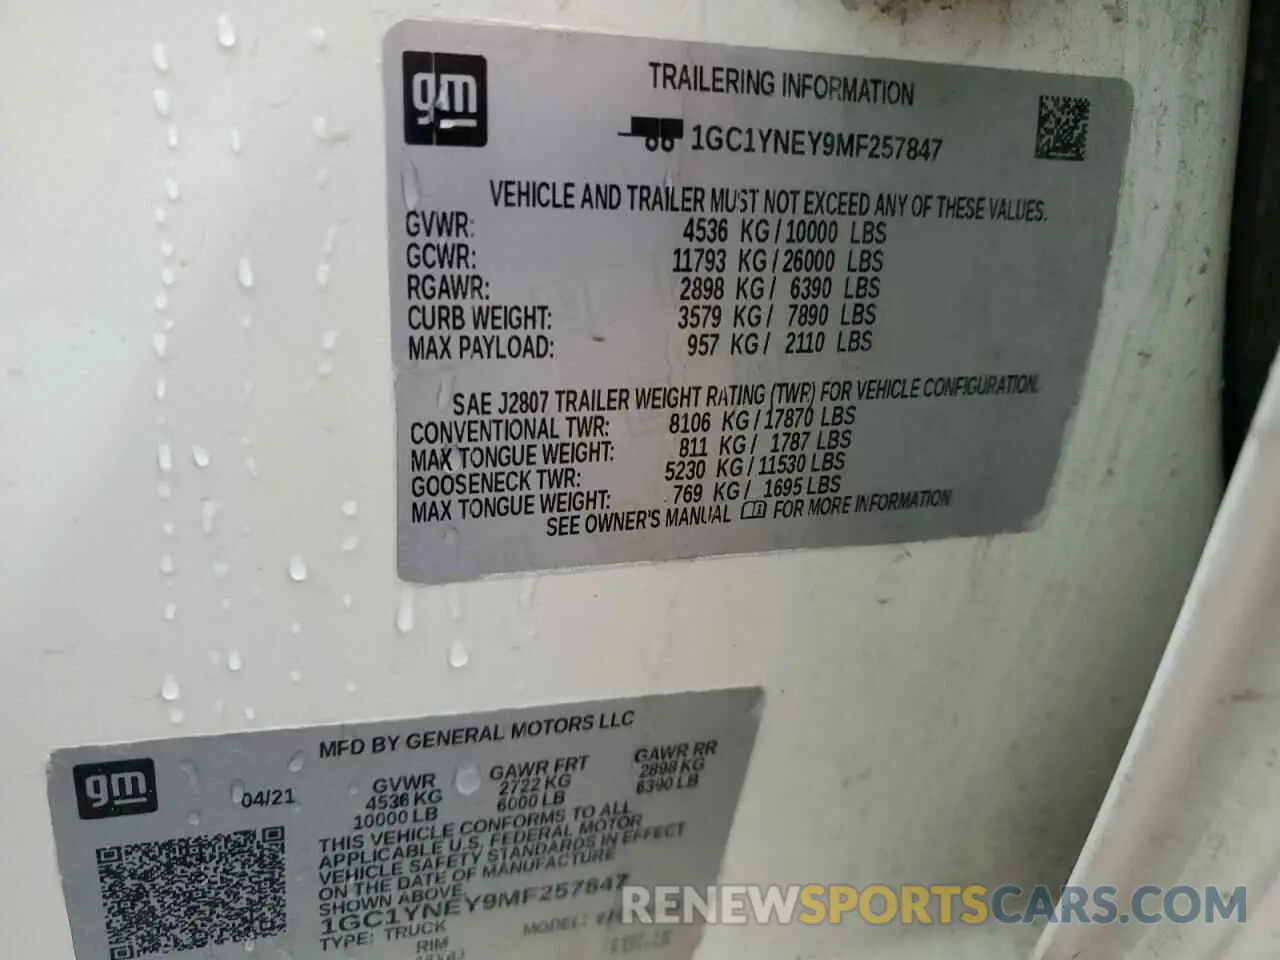 gm
TRAILERING INFORMATION
1GC1YNEY9MF257847
VEHICLE AND TRAILER MUST NOT EXCEED ANY OF THESE VALUES.
GVWR: 4536 KG/10000 LBS
GCWR: 11793 KG/26000 LBS
RGAWR: 2898 KG/ 6390 LBS
CURB WEIGHT: 3579 KG/ 7890 LBS
MAX PAYLOAD: 957 KG/ 2110 LBS
SAE J2807 TRAILER WEIGHT RATING (TWR) FOR VEHICLE CONFIGURATION.
CONVENTIONAL TWR: 8106 KG/17870 LBS
MAX TONGUE WEIGHT: 811 KG/ 1787 LBS
GOOSENECK TWR: 5230 KG/11530 LBS
MAX TONGUE WEIGHT: 769 KG/ 1695 LBS
SEE OWNER'S MANUAL FOR MORE INFORMATION
gm
MFD BY GENERAL MOTORS LLC
04/21 GVWR GAWR FRT GAWR RR
4536 KG 2722 KG 2898 KG
10000 LB 6000 LB 6390 LB
THIS VEHICLE CONFORMS TO ALL
APPLICABLE U.S. FEDERAL MOTOR
VEHICLE SAFETY STANDARDS IN EFFECT
ON THE DATE OF MANUFACTURE
SHOWN ABOVE.
1GC1YNEY9MF257847
TYPE: TRUCK MODEL:
RIM
RENEWSPORTSCARS.COM